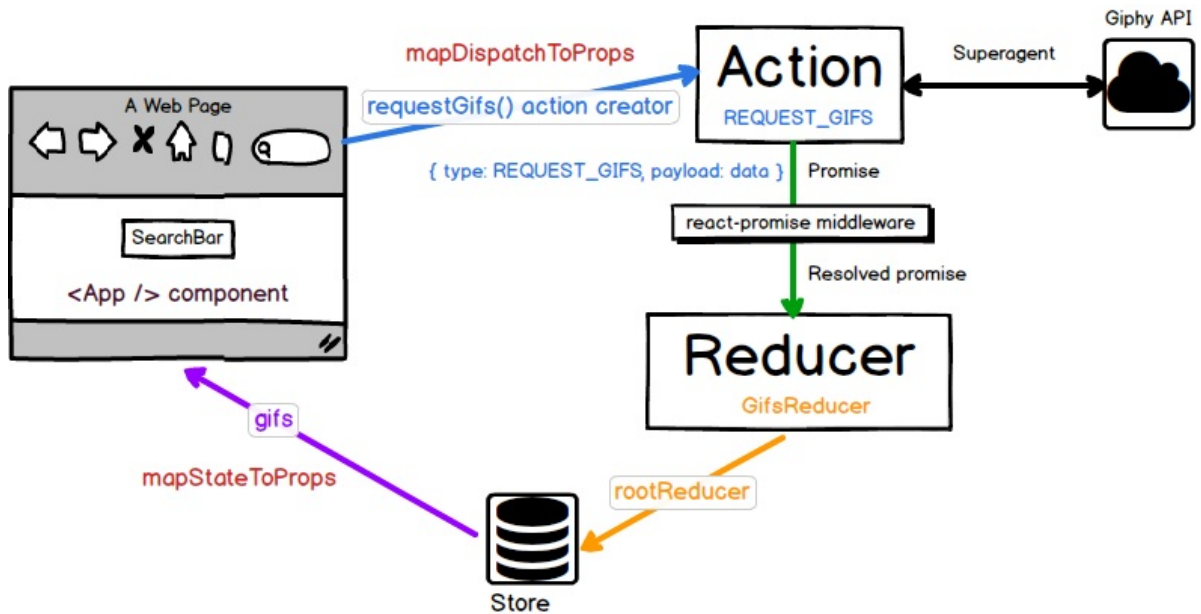 Giphy API
mapDispatchToProps
Action
Superagent
A Web Page
requestGifs() action creator
REQUEST_GIFS
{ type: REQUEST_GIFS, payload: data }
Promise
SearchBar
react-promise middleware
<App /> component
Resolved promise
Reducer
GifsReducer
gifs
mapStateToProps
rootReducer
Store